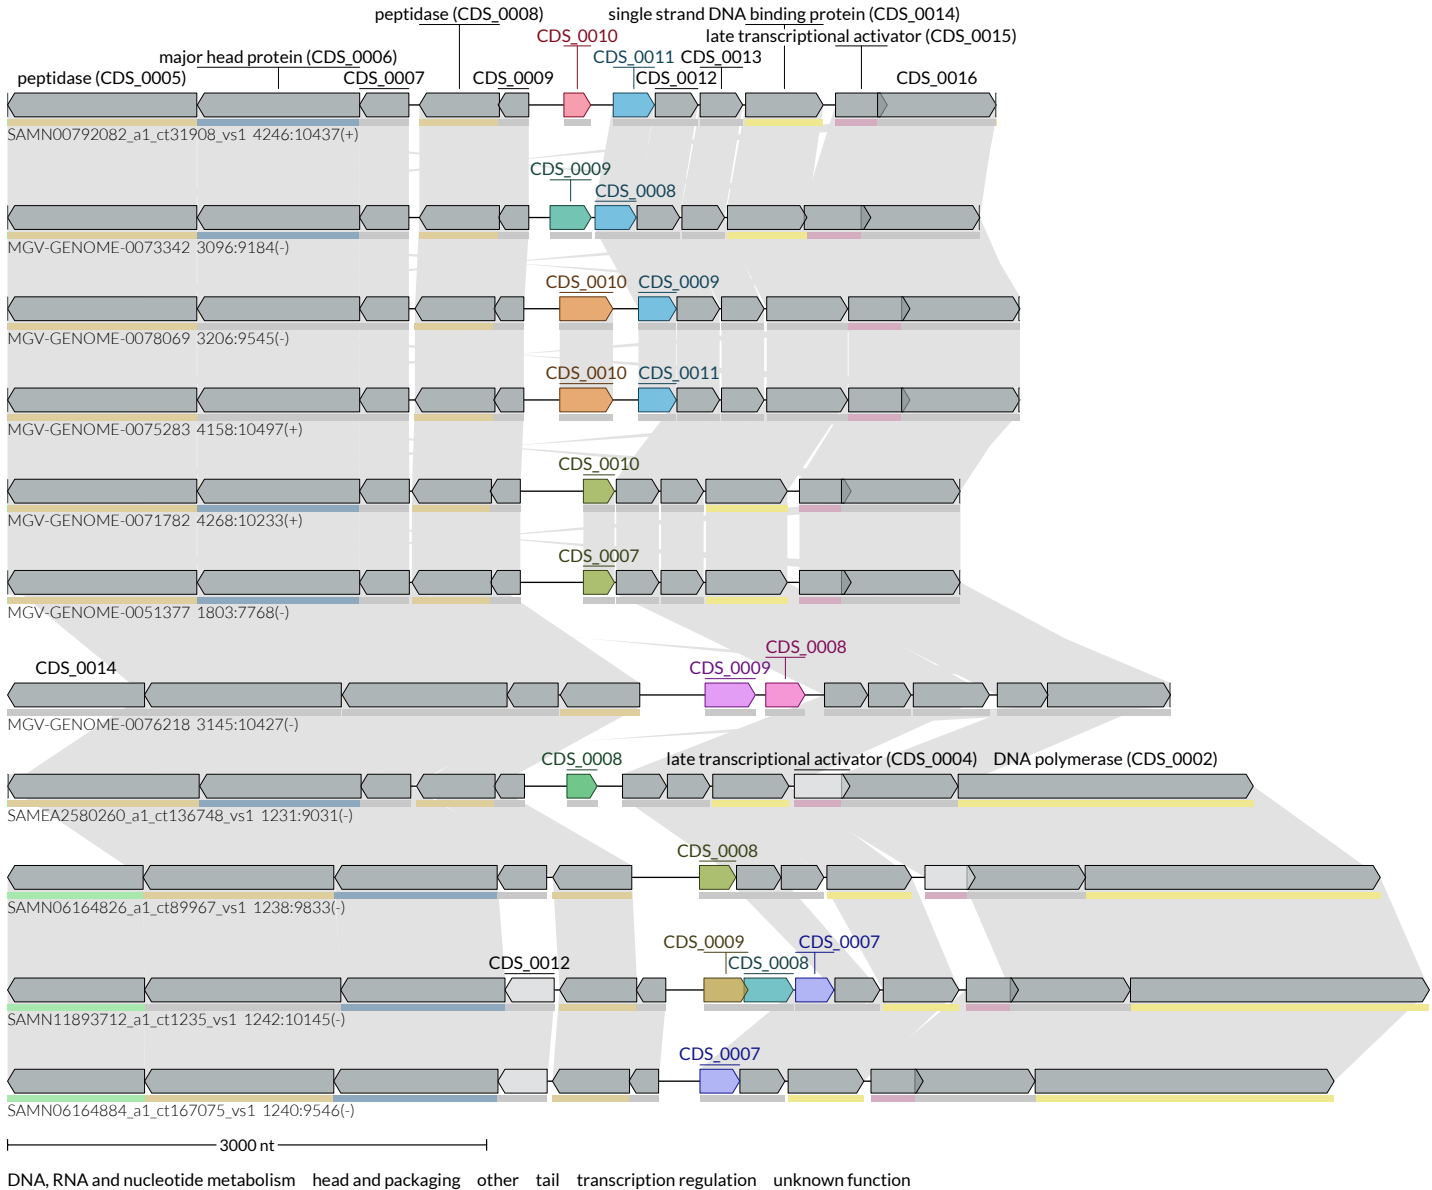 peptidase (CDS_0008) single strand DNA binding protein (CDS_0014)
CDS_0010 late transcriptional activator (CDS_0015)
major head protein (CDS_0006) CDS_0011 CDS_0013
peptidase (CDS_0005) CDS_0007 CDS_0009 CDS_0012 CDS_0016
SAMN00792082_a1_ct31908_vs1 4246:10437(+)
CDS_0009
CDS_0008
MGV-GENOME-0073342 3096:9184(-)
CDS_0010 CDS_0009
MGV-GENOME-0078069 3206:9545(-)
CDS_0010 CDS_0011
MGV-GENOME-0075283 4158:10497(+)
CDS_0010
MGV-GENOME-0071782 4268:10233(+)
CDS_0007
MGV-GENOME-0051377 1803:7768(-)
CDS_0008
CDS_0014 CDS_0009
MGV-GENOME-0076218 3145:10427(-)
CDS_0008 late transcriptional activator (CDS_0004) DNA polymerase (CDS_0002)
SAMEA2580260_a1_ct136748_vs1 1231:9031(-)
CDS_0008
SAMN06164826_a1_ct89967_vs1 1238:9833(-)
CDS_0009 CDS_0007
CDS_0012 CDS_0008
SAMN11893712_a1_ct1235_vs1 1242:10145(-)
CDS_0007
SAMN06164884_a1_ct167075_vs1 1240:9546(-)
3000 nt
DNA, RNA and nucleotide metabolism head and packaging other tail transcription regulation unknown function